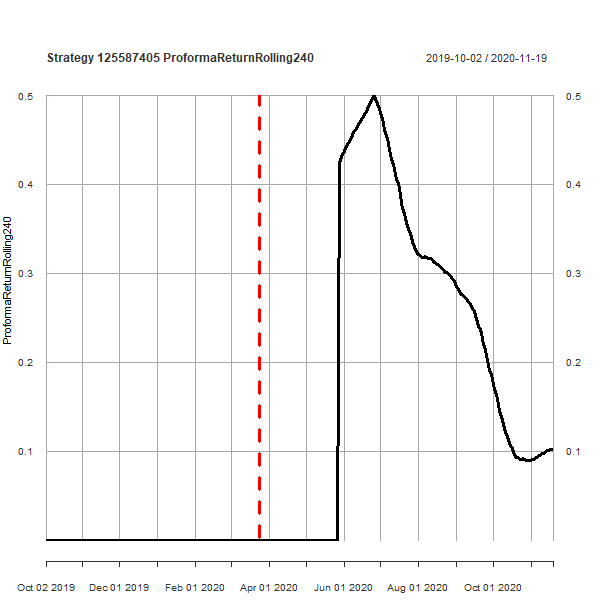 Strategy 125587405 ProformaReturnRolling240
2019-10-02 / 2020-11-19
ProformaReturnRolling240
0.5
0.4
0.3
0.2
0.1
0.5
0.4
0.3
0.2
0.1
Oct 02 2019
Dec 01 2019
Feb 01 2020
Apr 01 2020
Jun 01 2020
Aug 01 2020
Oct 01 2020